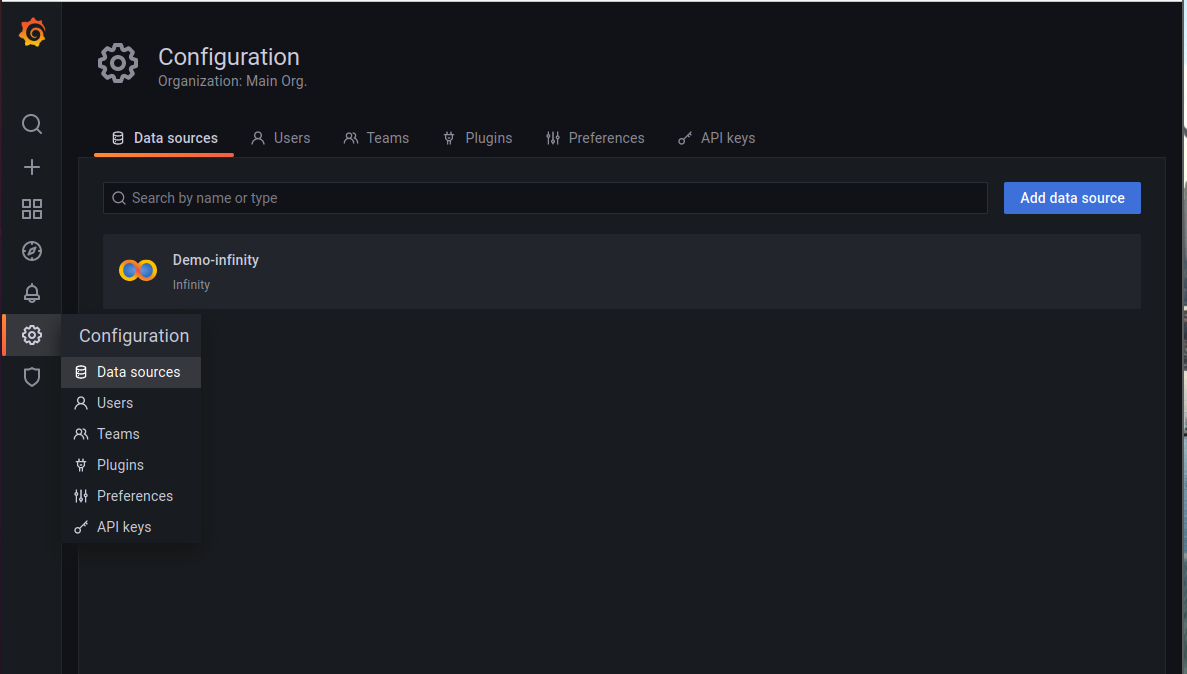 Configuration
Organization: Main Org.
Data sources
Users
Teams
Plugins
Preferences
API keys
Search by name or type
Add data source
Demo-infinity
Infinity
Configuration
Data sources
Users
Teams
Plugins
Preferences
API keys